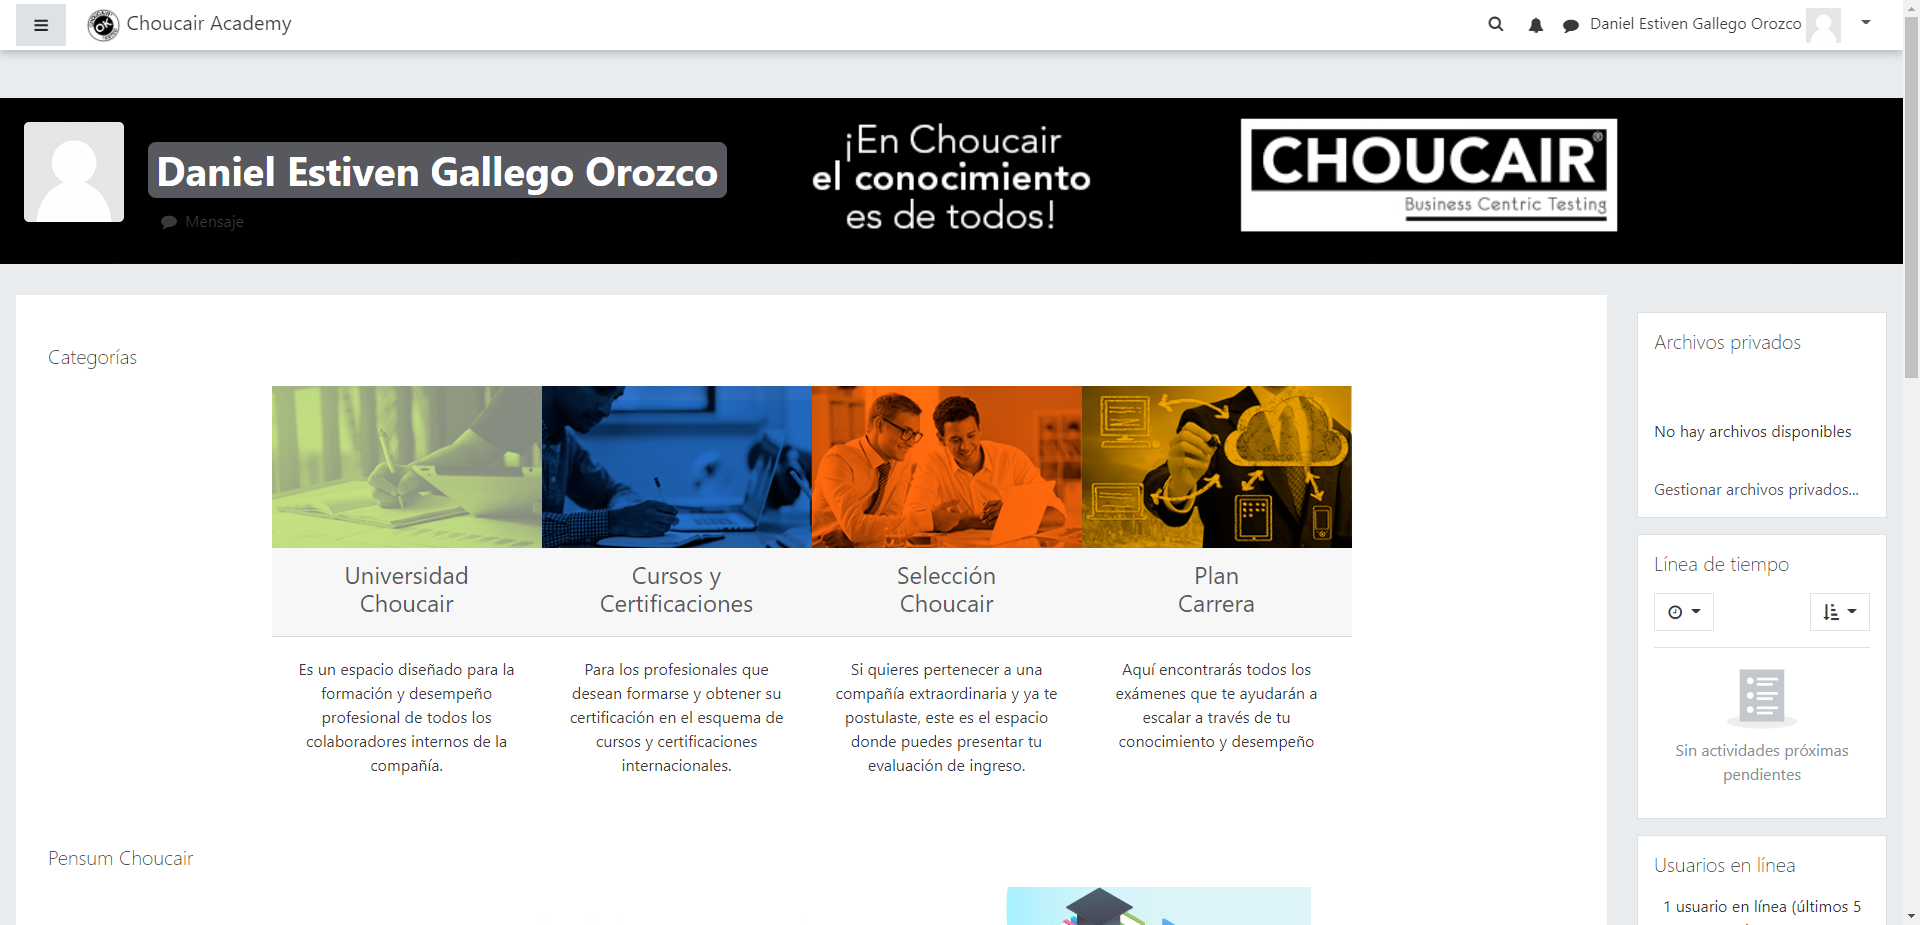 Choucair Academy
Daniel Estiven Gallego Orozco
Daniel Estiven Gallego Orozco
Mensaje
¡En Choucair
el conocimiento
es de todos!
CHOUCAIR®
Business Centric Testing
Categorías
Universidad
Choucair
Es un espacio diseñado para la
formación y desempeño
profesional de todos los
colaboradores internos de la
compañía.
Cursos y
Certificaciones
Para los profesionales que
desean formarse y obtener su
certificación en el esquema de
cursos y certificaciones
internacionales.
Selección
Choucair
Si quieres pertenecer a una
compañía extraordinaria y ya te
postulaste, este es el espacio
donde puedes presentar tu
evaluación de ingreso.
Plan
Carrera
Aquí encontrarás todos los
exámenes que te ayudarán a
escalar a través de tu
conocimiento y desempeño
Pensum Choucair
Archivos privados
No hay archivos disponibles
Gestionar archivos privados...
Línea de tiempo
Sin actividades próximas
pendientes
Usuarios en línea
1 usuario en línea (últimos 5